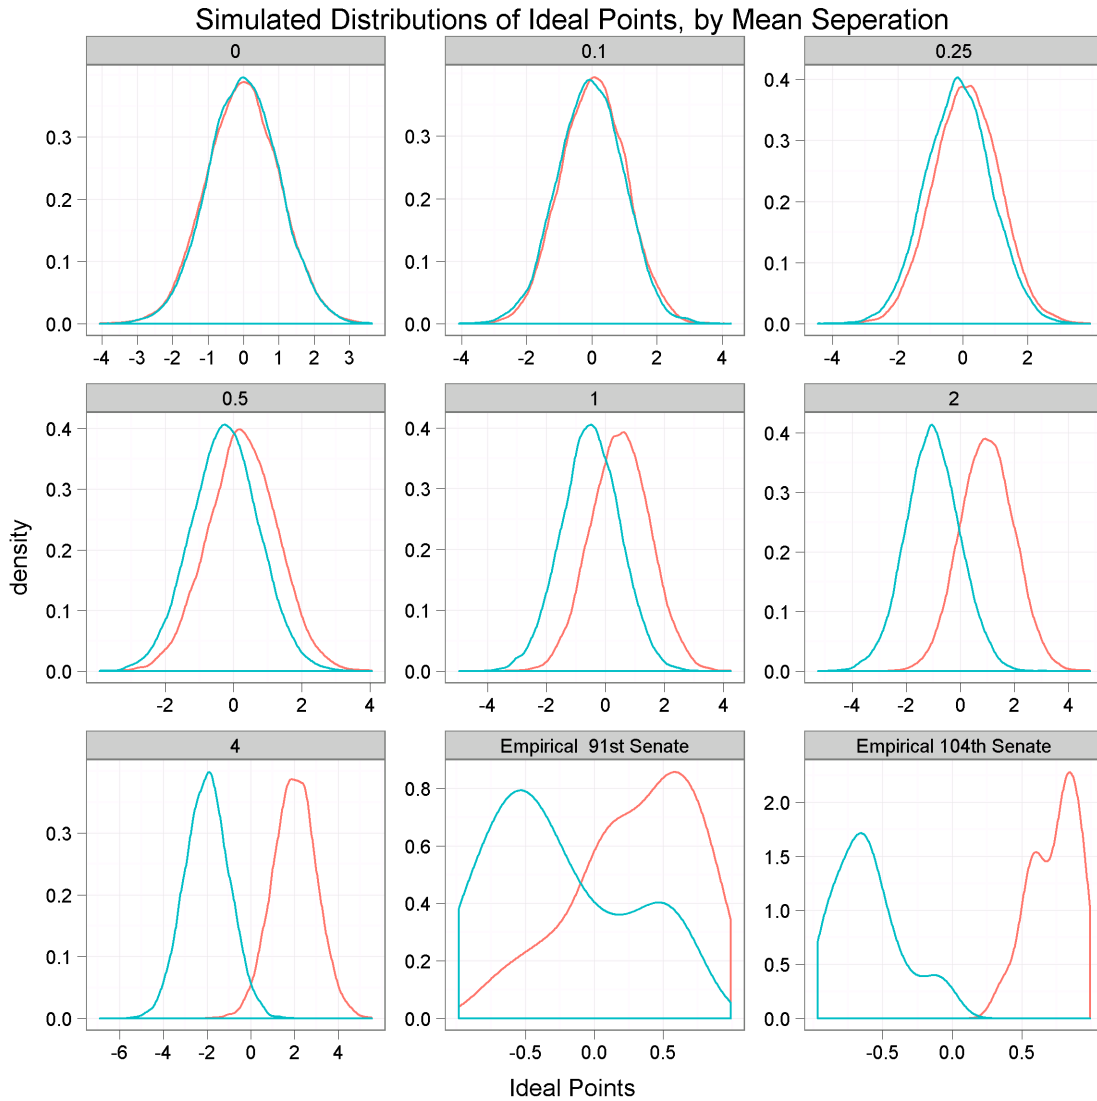 Simulated Distributions of Ideal Points, by Mean Seperation
0 0.1 0.25
0.3 0.3 0.4
0.2 0.2 0.3
0.1 0.1 0.2
0.0 0.0 0.1
0.0
-4 -3 -2 -1 0 1 2 3 -4 -2 0 2 4 -4 -2 0 2
0.5 1 2
0.4 0.4 0.4
0.3 0.3 0.3
0.2 0.2 0.2
0.1 0.1 0.1
0.0 0.0 0.0
-2 0 2 4 -4 -2 0 2 4 -4 -2 0 2 4
density
4 Empirical 91st Senate Empirical 104th Senate
0.3 0.8 2.0
0.2 0.6 1.5
0.1 0.4 1.0
0.0 0.2 0.5
0.0 0.0
-6 -4 -2 0 2 4 -0.5 0.0 0.5 -0.5 0.0 0.5
Ideal Points